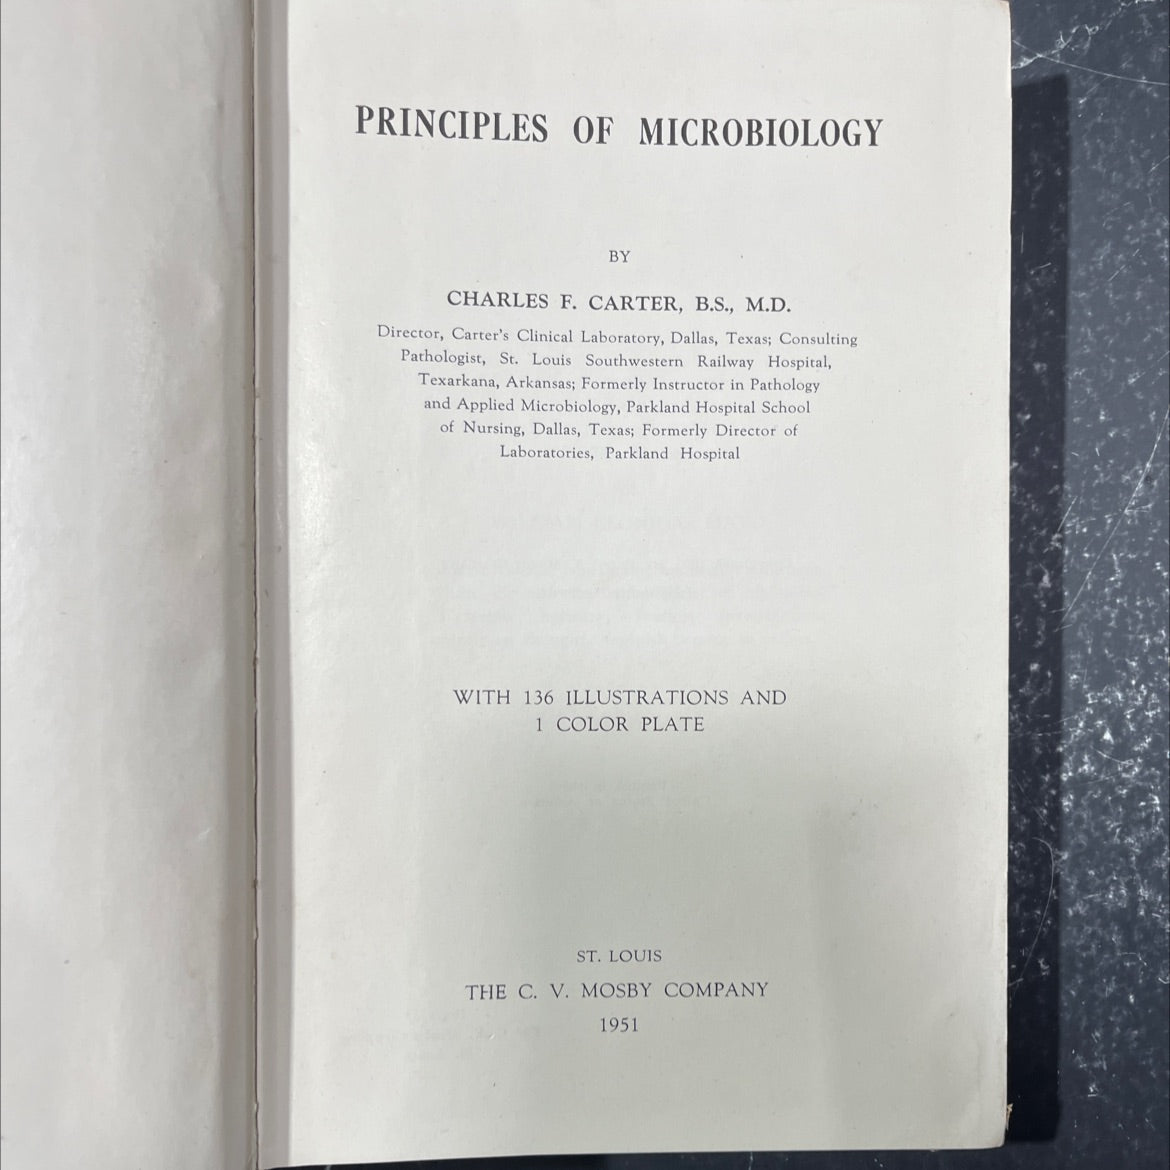 PRINCIPLES OF MICROBIOLOGY
BY
CHARLES F. CARTER, B.S., M.D.
Director, Carter's Clinical Laboratory, Dallas, Texas; Consulting
Pathologist, St. Louis Southwestern Railway Hospital,
Texarkana, Arkansas; Formerly Instructor in Pathology
and Applied Microbiology, Parkland Hospital School
of Nursing, Dallas, Texas; Formerly Director of
Laboratories, Parkland Hospital
WITH 136 ILLUSTRATIONS AND
1 COLOR PLATE
ST. LOUIS
THE C. V. MOSBY COMPANY
1951